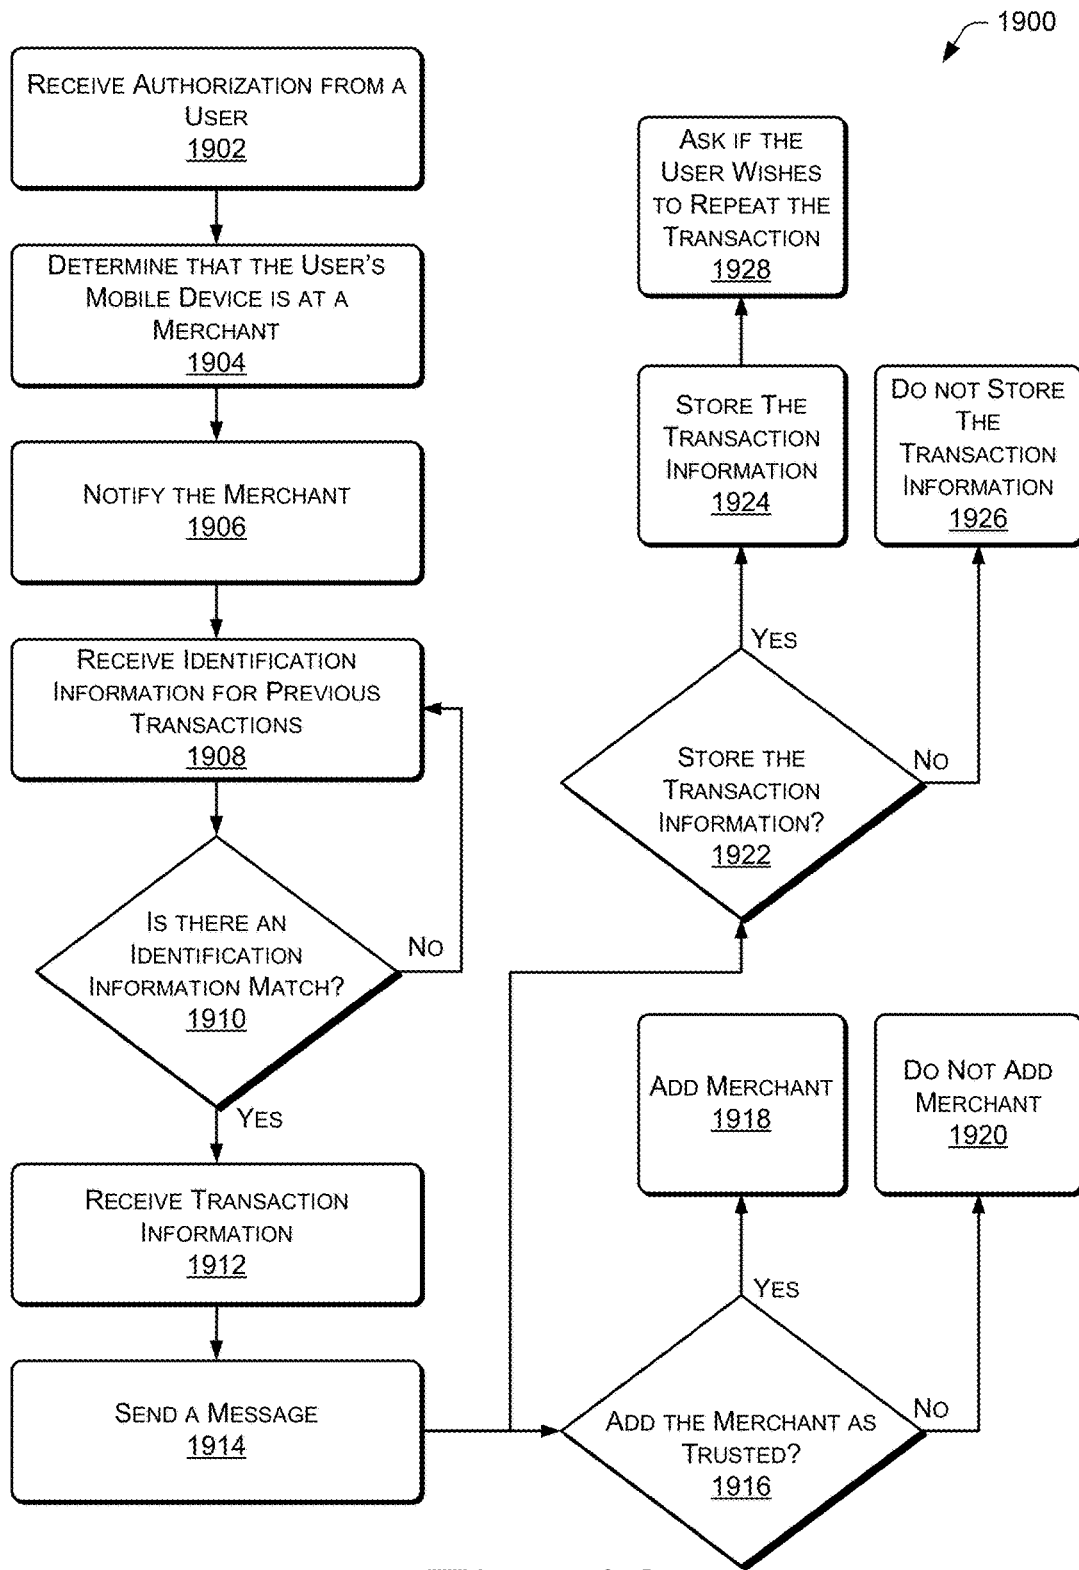 1900
RECEIVE AUTHORIZATION FROM A
USER
1902
DETERMINE THAT THE USER'S
MOBILE DEVICE IS AT A
MERCHANT
1904
NOTIFY THE MERCHANT
1906
RECEIVE IDENTIFICATION
INFORMATION FOR PREVIOUS
TRANSACTIONS
1908
IS THERE AN
IDENTIFICATION
INFORMATION MATCH?
1910
NO
YES
RECEIVE TRANSACTION
INFORMATION
1912
SEND A MESSAGE
1914
ASK IF THE
USER WISHES
TO REPEAT THE
TRANSACTION
1928
STORE THE
TRANSACTION
INFORMATION
1924
DO NOT STORE
THE
TRANSACTION
INFORMATION
1926
YES
STORE THE
TRANSACTION
INFORMATION?
1922
NO
ADD MERCHANT
1918
DO NOT ADD
MERCHANT
1920
YES
ADD THE MERCHANT AS
TRUSTED?
1916
NO